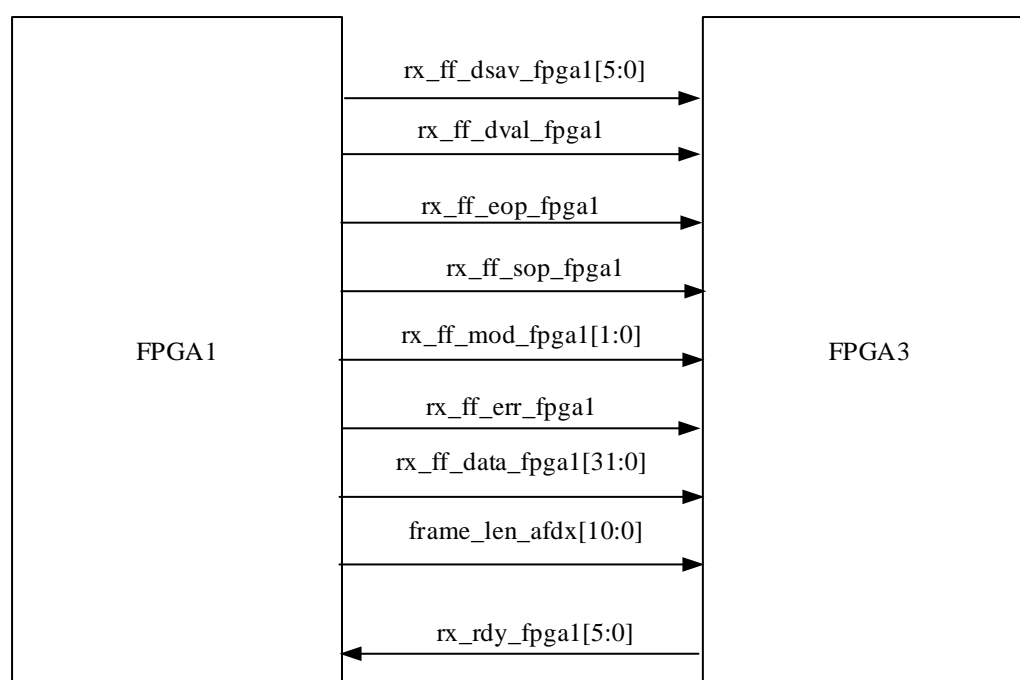 rx_ff_dsav_fpga1[5:0]
rx_ff_dval_fpga1
rx_ff_eop_fpga1
rx_ff_sop_fpga1
FPGA1
rx_ff_mod_fpga1[1:0]
FPGA3
rx_ff_err_fpga1
rx_ff_data_fpga1[31:0]
frame_len_afdx[10:0]
rx_rdy_fpga1[5:0]